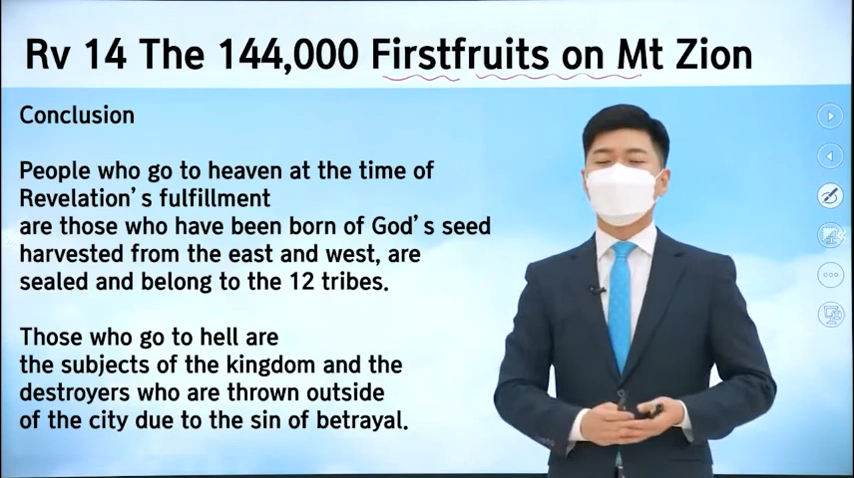 Rv 14 The 144,000 Firstfruits on Mt Zion
Conclusion
People who go to heaven at the time of
Revelation's fulfillment
are those who have been born of God's seed
harvested from the east and west, are
sealed and belong to the 12 tribes.
Those who go to hell are
the subjects of the kingdom and the
destroyers who are thrown outside
of the city due to the sin of betrayal.